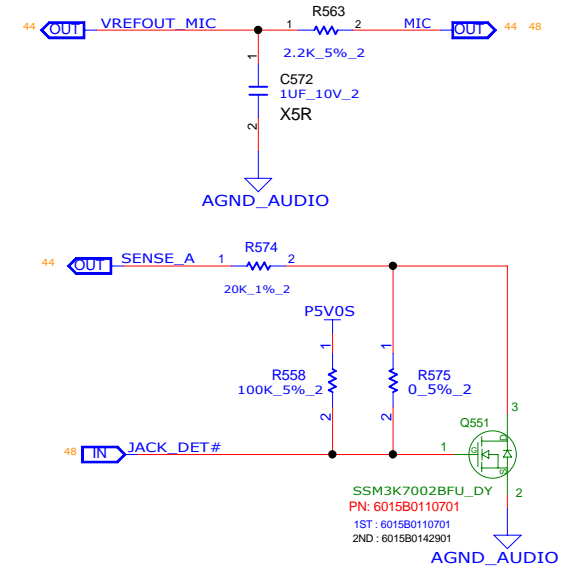 R563
44 OUT VREFOUT_MIC 1 2 MIC OUT 44 48
2.2K_5%_2
1
C572
1UF_10V_2
X5R
2
AGND_AUDIO
R574
44 OUT SENSE_A 1 2
20K_1%_2
P5V0S
1 1
R558 R575
100K_5%_2 0_5%_2
2 2
3
Q551
48 IN JACK_DET# 1 G D S
2
SSM3K7002BFU_DY
PN: 6015B0110701
1ST : 6015B0110701
2ND : 6015B0142901
AGND_AUDIO